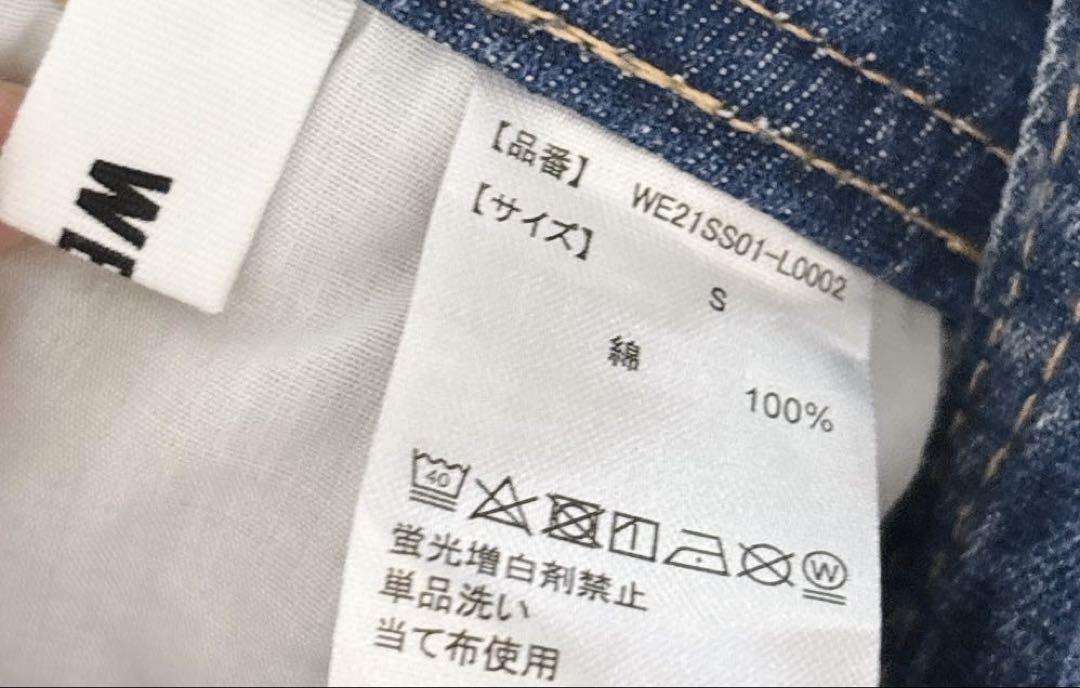 WE
【品番】 WE21SS01-L0002
【サイズ】 S
綿 100%
40 W
蛍光増白剤禁止
単品洗い
当て布使用